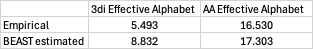 3di Effective Alphabet AA Effective Alphabet
Empirical 5.493 16.530
BEAST estimated 8.832 17.303